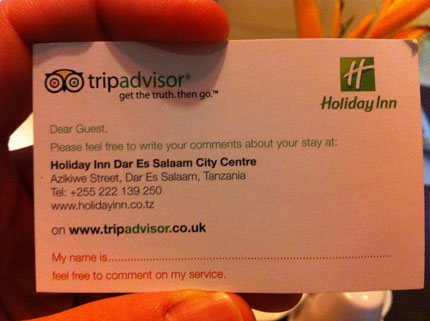 tripadvisor®
get the truth. then go.™
H
Holiday Inn
Dear Guest,
Please feel free to write your comments about your stay at:
Holiday Inn Dar Es Salaam City Centre
Azikiwe Street, Dar Es Salaam, Tanzania
Tel: +255 222 139 250
www.holidayinn.co.tz
on www.tripadvisor.co.uk
My name is..............................................................................
feel free to comment on my service.